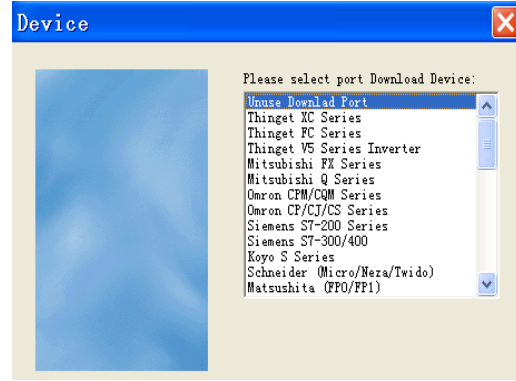 Device
Please select port Download Device:
Unuse Downlad Port
Thinget XC Series
Thinget FC Series
Thinget V5 Series Inverter
Mitsubishi FX Series
Mitsubishi Q Series
Omron CPM/CQM Series
Omron CP/CJ/CS Series
Siemens S7-200 Series
Siemens S7-300/400
Koyo S Series
Schneider (Micro/Neza/Twido)
Matsushita (FP0/FP1)